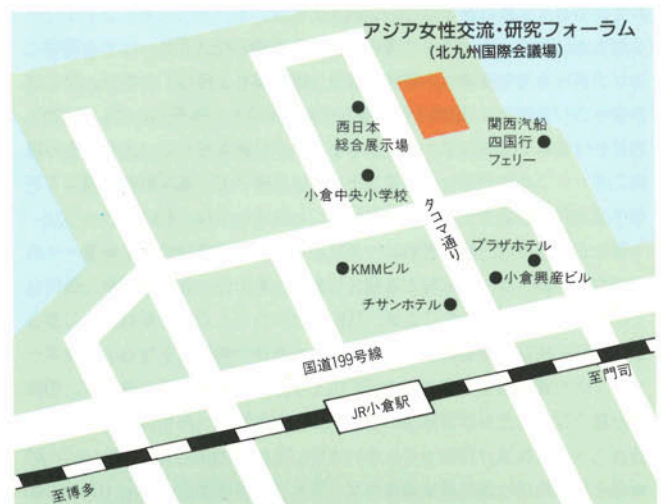 アジア女性交流・研究フォーラム
(北九州国際会議場)
西日本
総合展示場
関西汽船
四国行
フェリー
小倉中央小学校
タコマ通り
プラザホテル
KMMビル
小倉興産ビル
チサンホテル
国道199号線
至門司
JR小倉駅
至博多